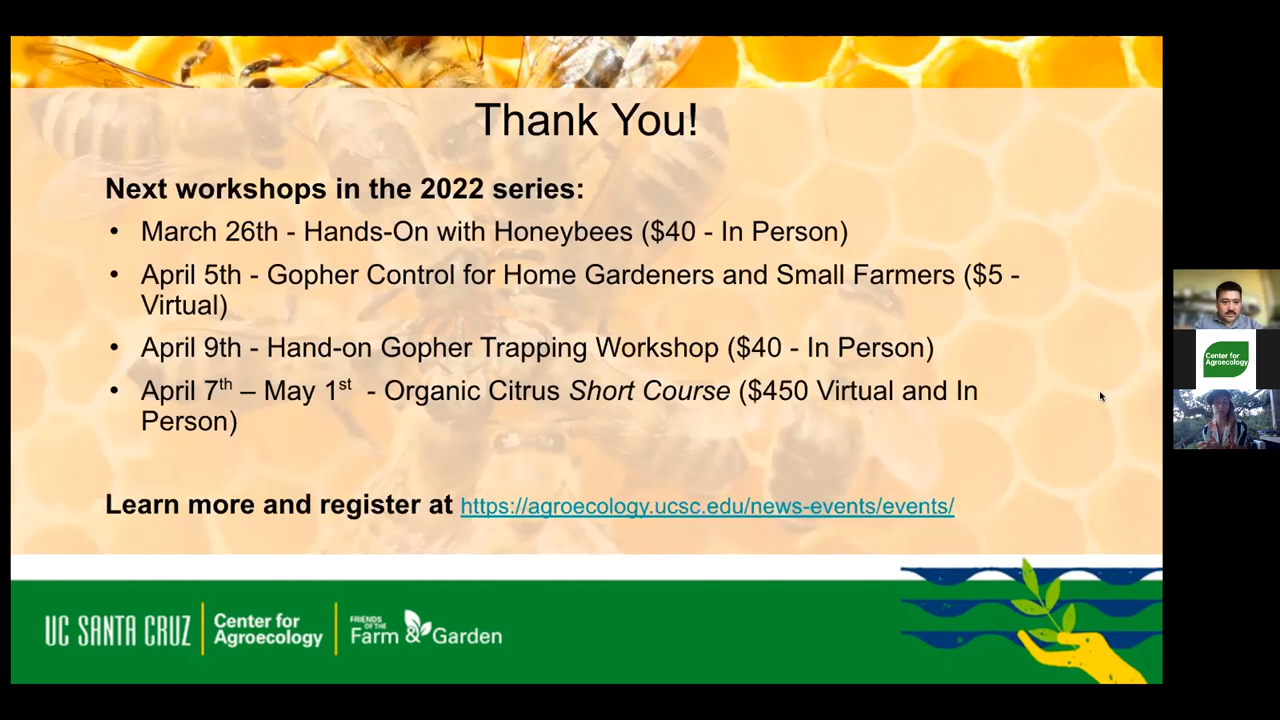 Thank You!
Next workshops in the 2022 series:
• March 26th - Hands-On with Honeybees ($40 - In Person)
• April 5th - Gopher Control for Home Gardeners and Small Farmers ($5 -
Virtual)
• April 9th - Hand-on Gopher Trapping Workshop ($40 - In Person)
• April 7th – May 1st - Organic Citrus Short Course ($450 Virtual and In
Person)
Learn more and register at https://agroecology.ucsc.edu/news-events/events/
UC SANTA CRUZ
Center for
Agroecology
FRIENDS
OF THE
Farm & Garden
Center for
Agroecology